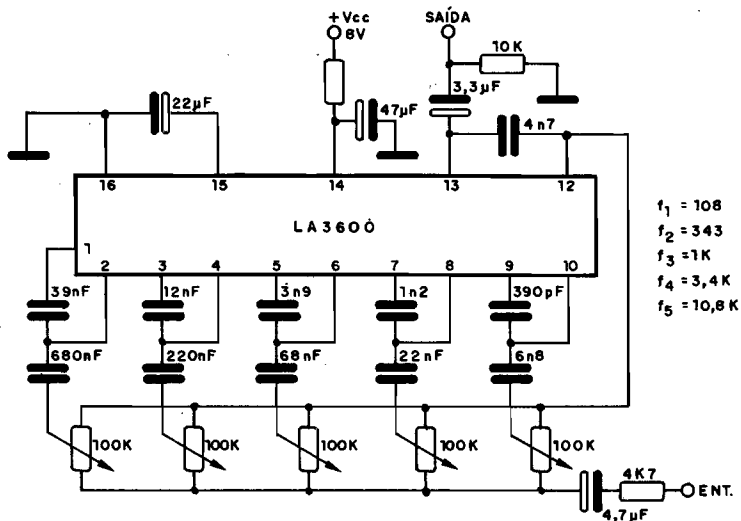 +Vcc
8V
SAÍDA
10K
3,3µF
22µF
47µF
4n7
16
15
14
13
12
LA3600
1
2
3
4
5
6
7
8
9
10
f1 = 108
f2 = 343
f3 = 1K
f4 = 3,4K
f5 = 10,8K
39nF
12nF
3n9
1n2
390pF
680nF
220nF
68nF
22nF
6n8
100K
100K
100K
100K
100K
4K7
ENT.
4,7µF